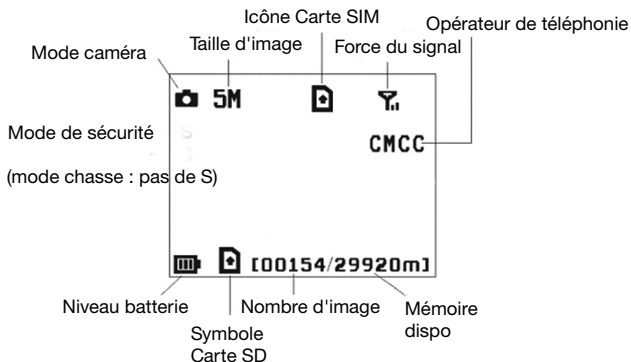 Icône Carte SIM
Opérateur de téléphonie
Taille d'image
Force du signal
Mode caméra
5M
Mode de sécurité
S
CMCC
S
(mode chasse : pas de S)
[00154/29920m]
Niveau batterie
Nombre d'image
Mémoire
dispo
Symbole
Carte SD